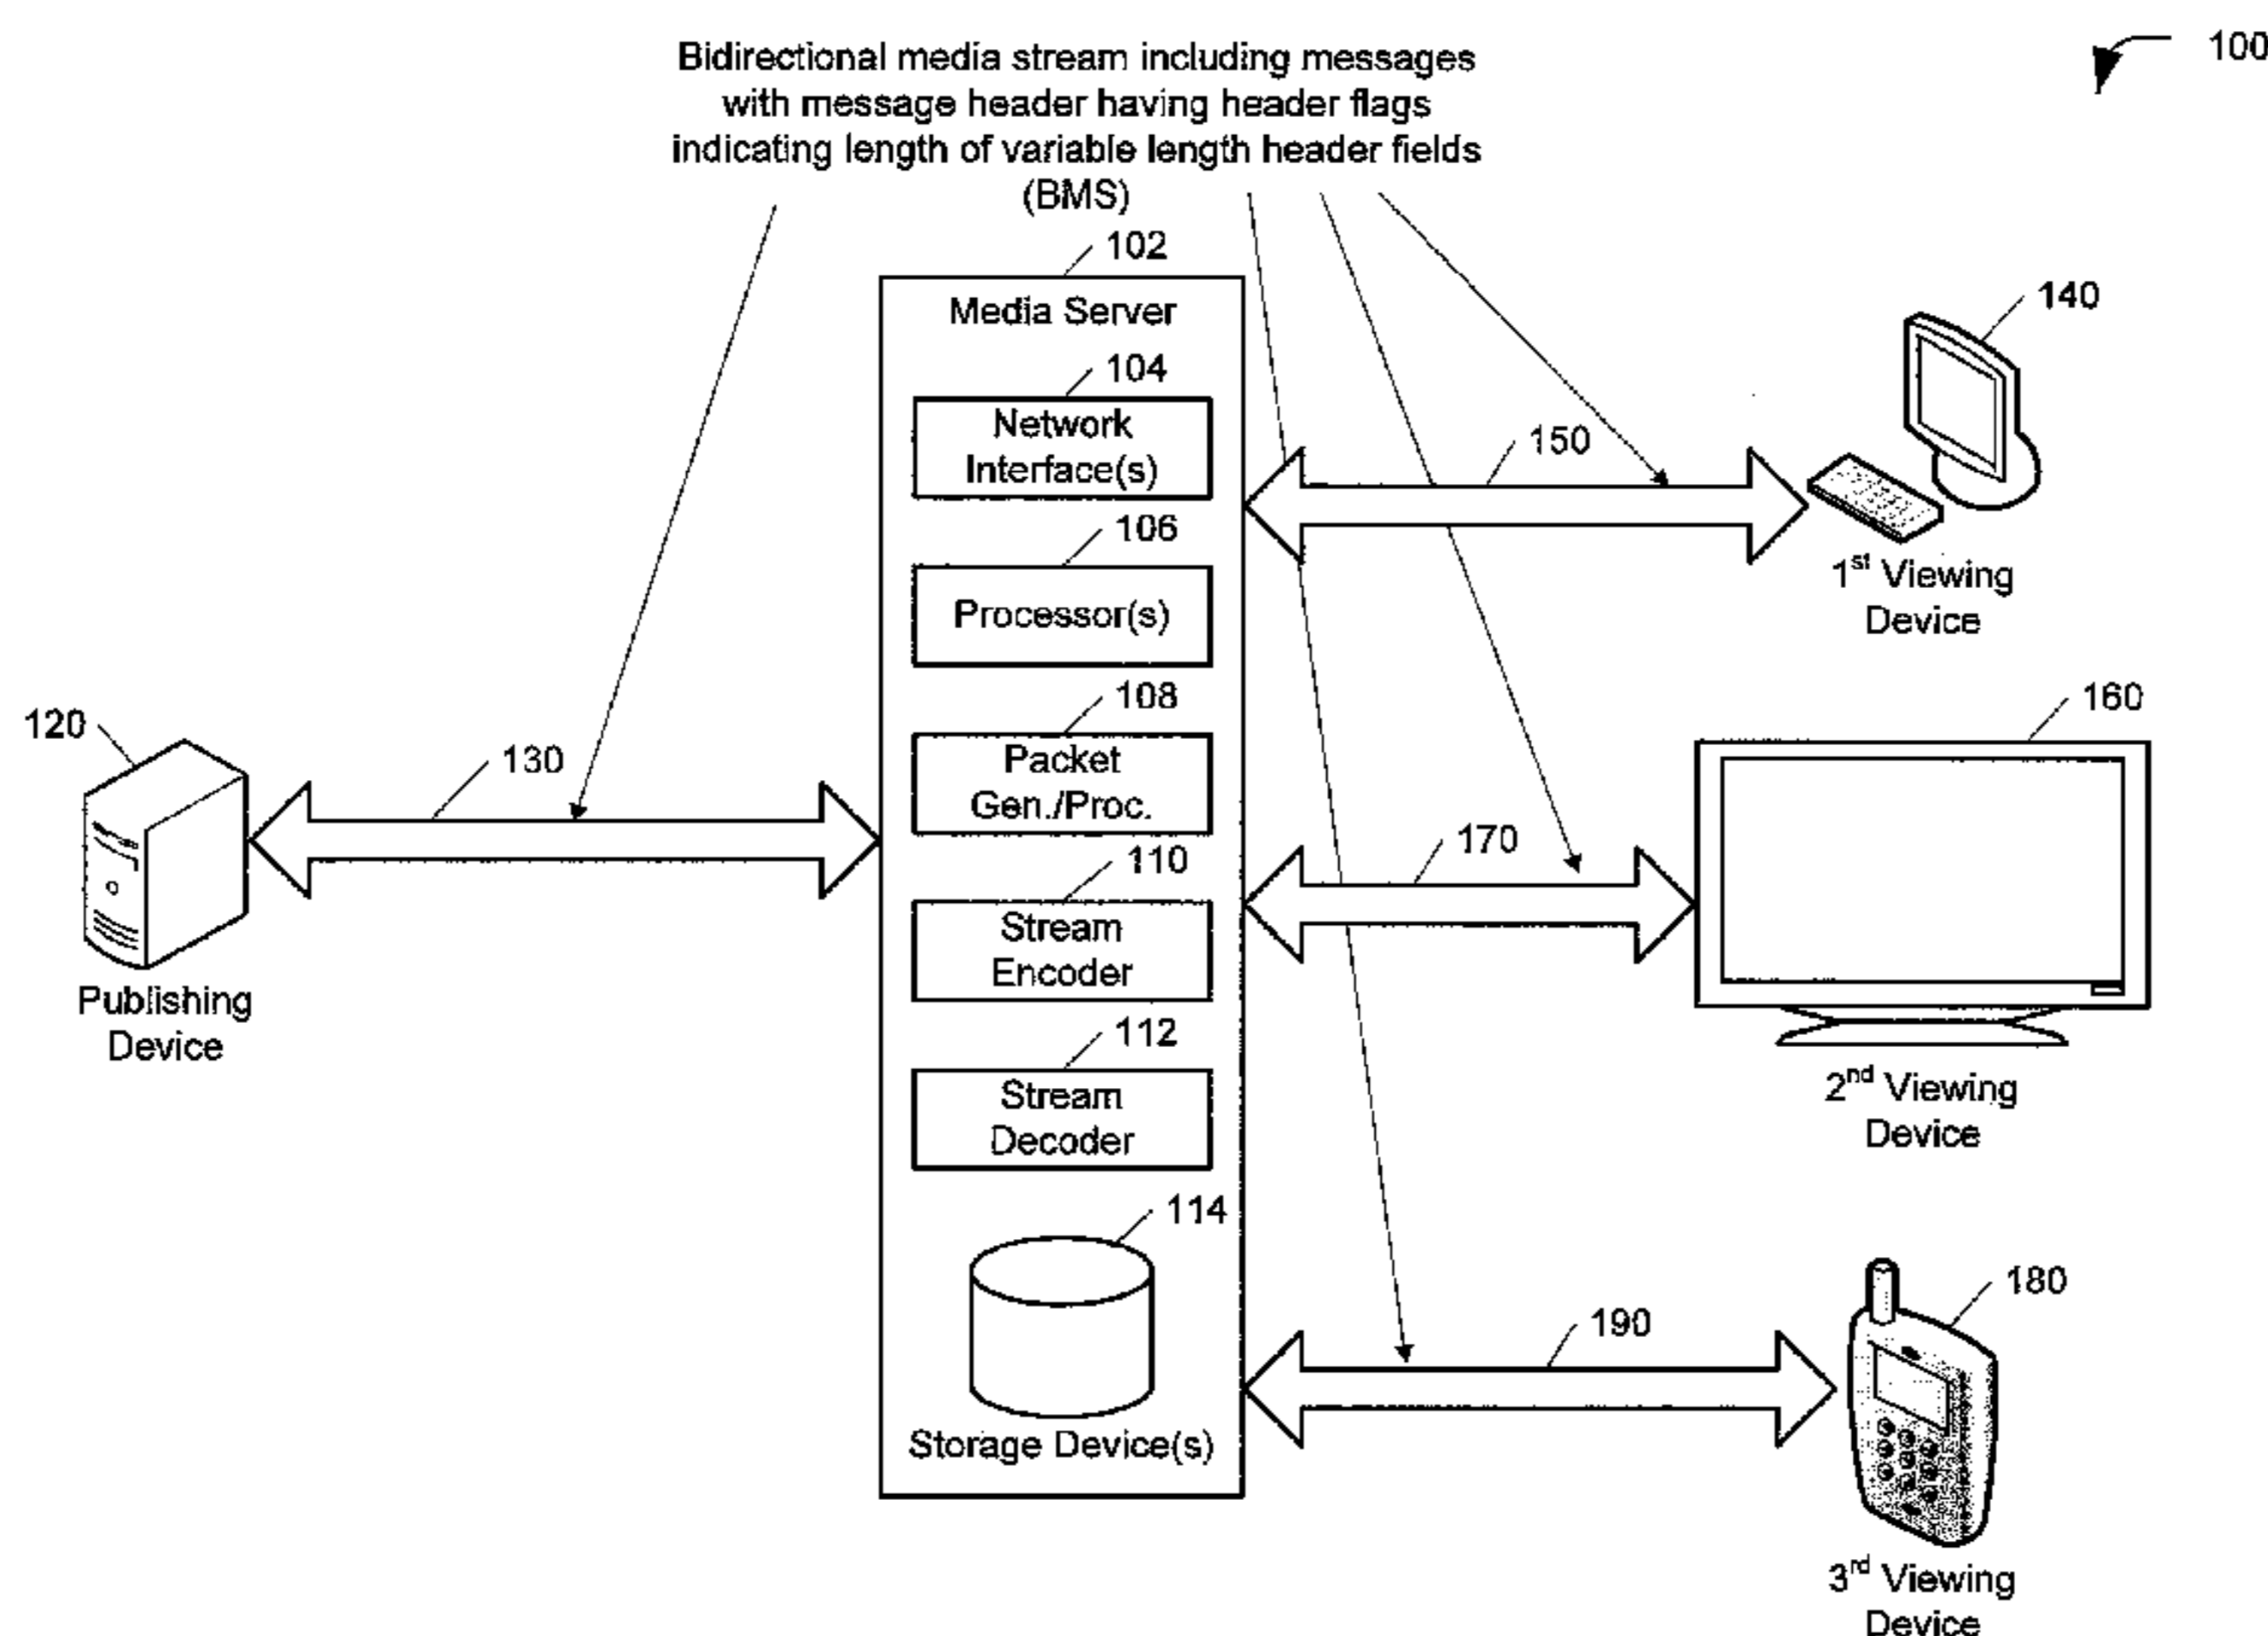 100
Bidirectional media stream including messages
with message header having header flags
indicating length of variable length header fields
(BMS)
102
Media Server
104
Network
Interface(s)
106
Processor(s)
108
Packet
Gen./Proc.
110
Stream
Encoder
112
Stream
Decoder
114
Storage Device(s)
120
Publishing
Device
130
140
150
1st Viewing
Device
160
170
2nd Viewing
Device
180
190
3rd Viewing
Device